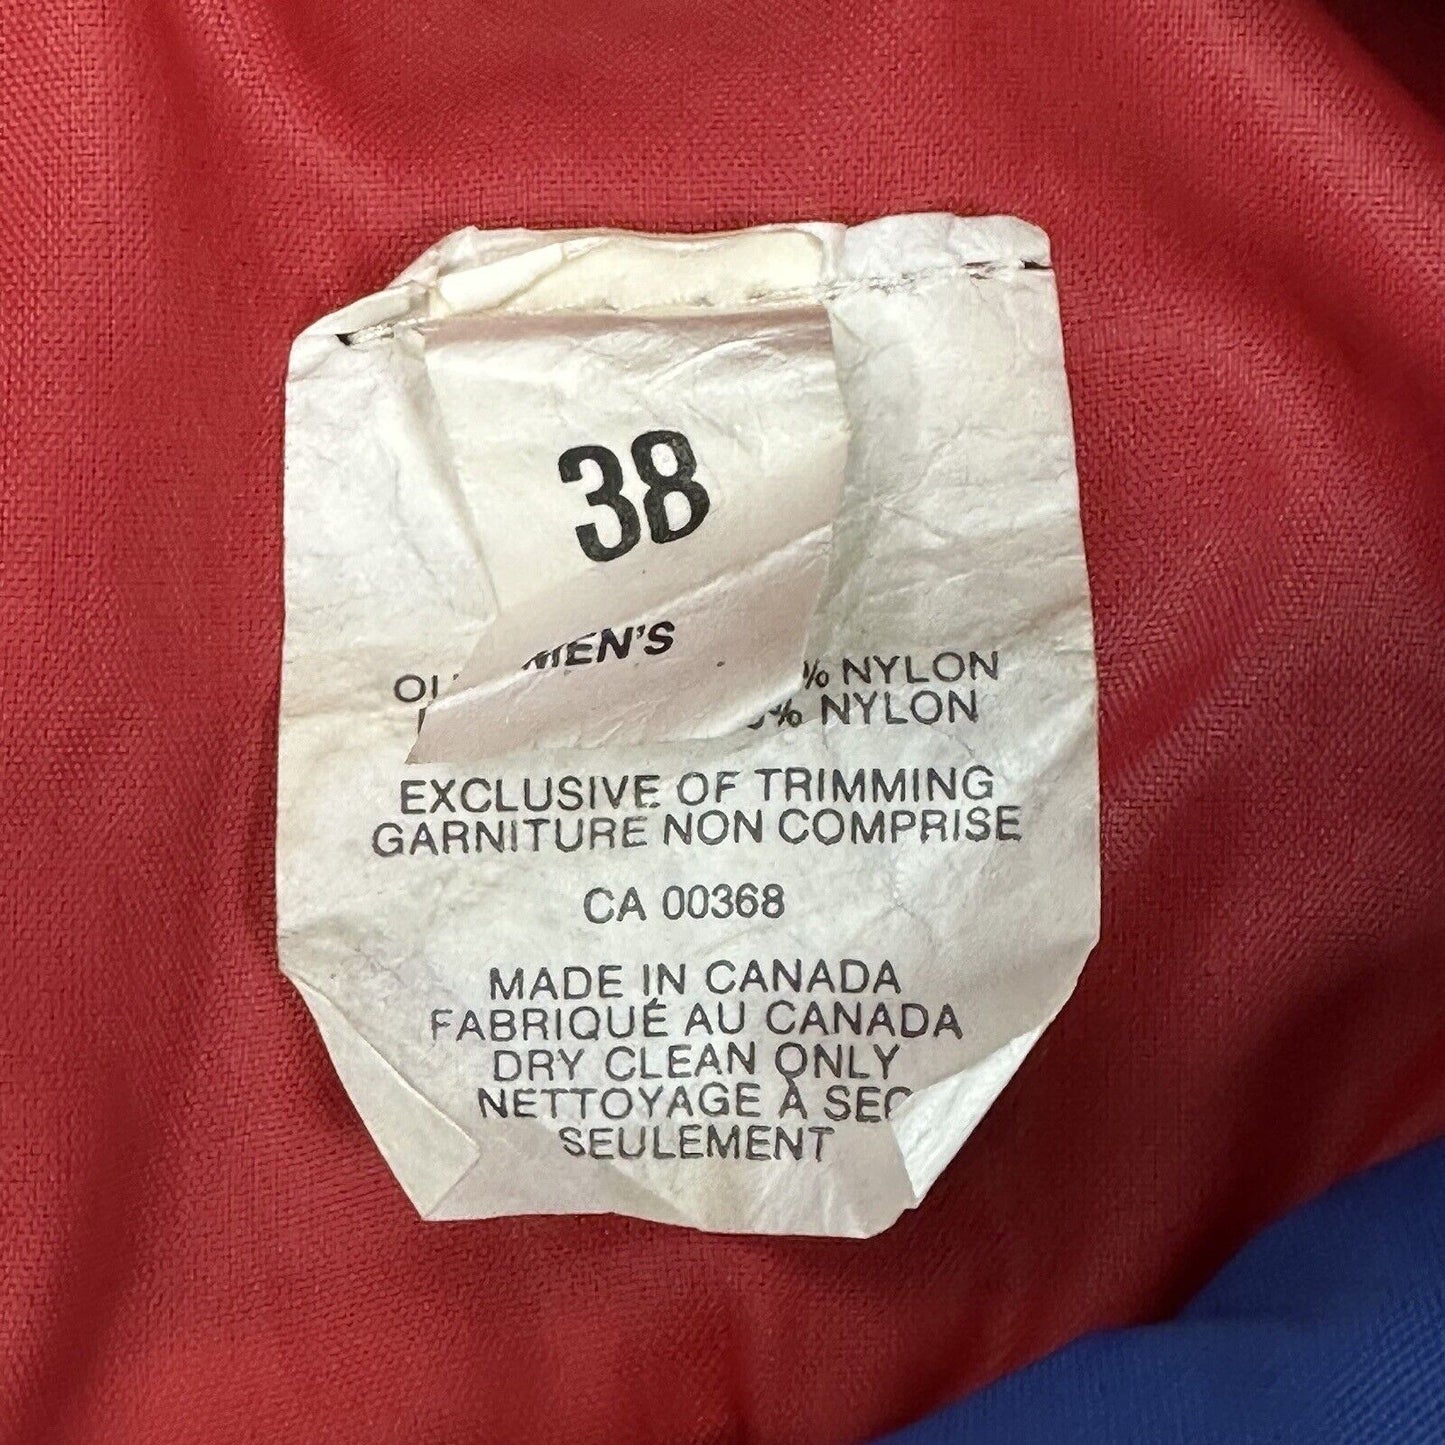 38
MEN'S
% NYLON
% NYLON
EXCLUSIVE OF TRIMMING
GARNITURE NON COMPRISE
CA 00368
MADE IN CANADA
FABRIQUÉ AU CANADA
DRY CLEAN ONLY
NETTOYAGE À SEC
SEULEMENT